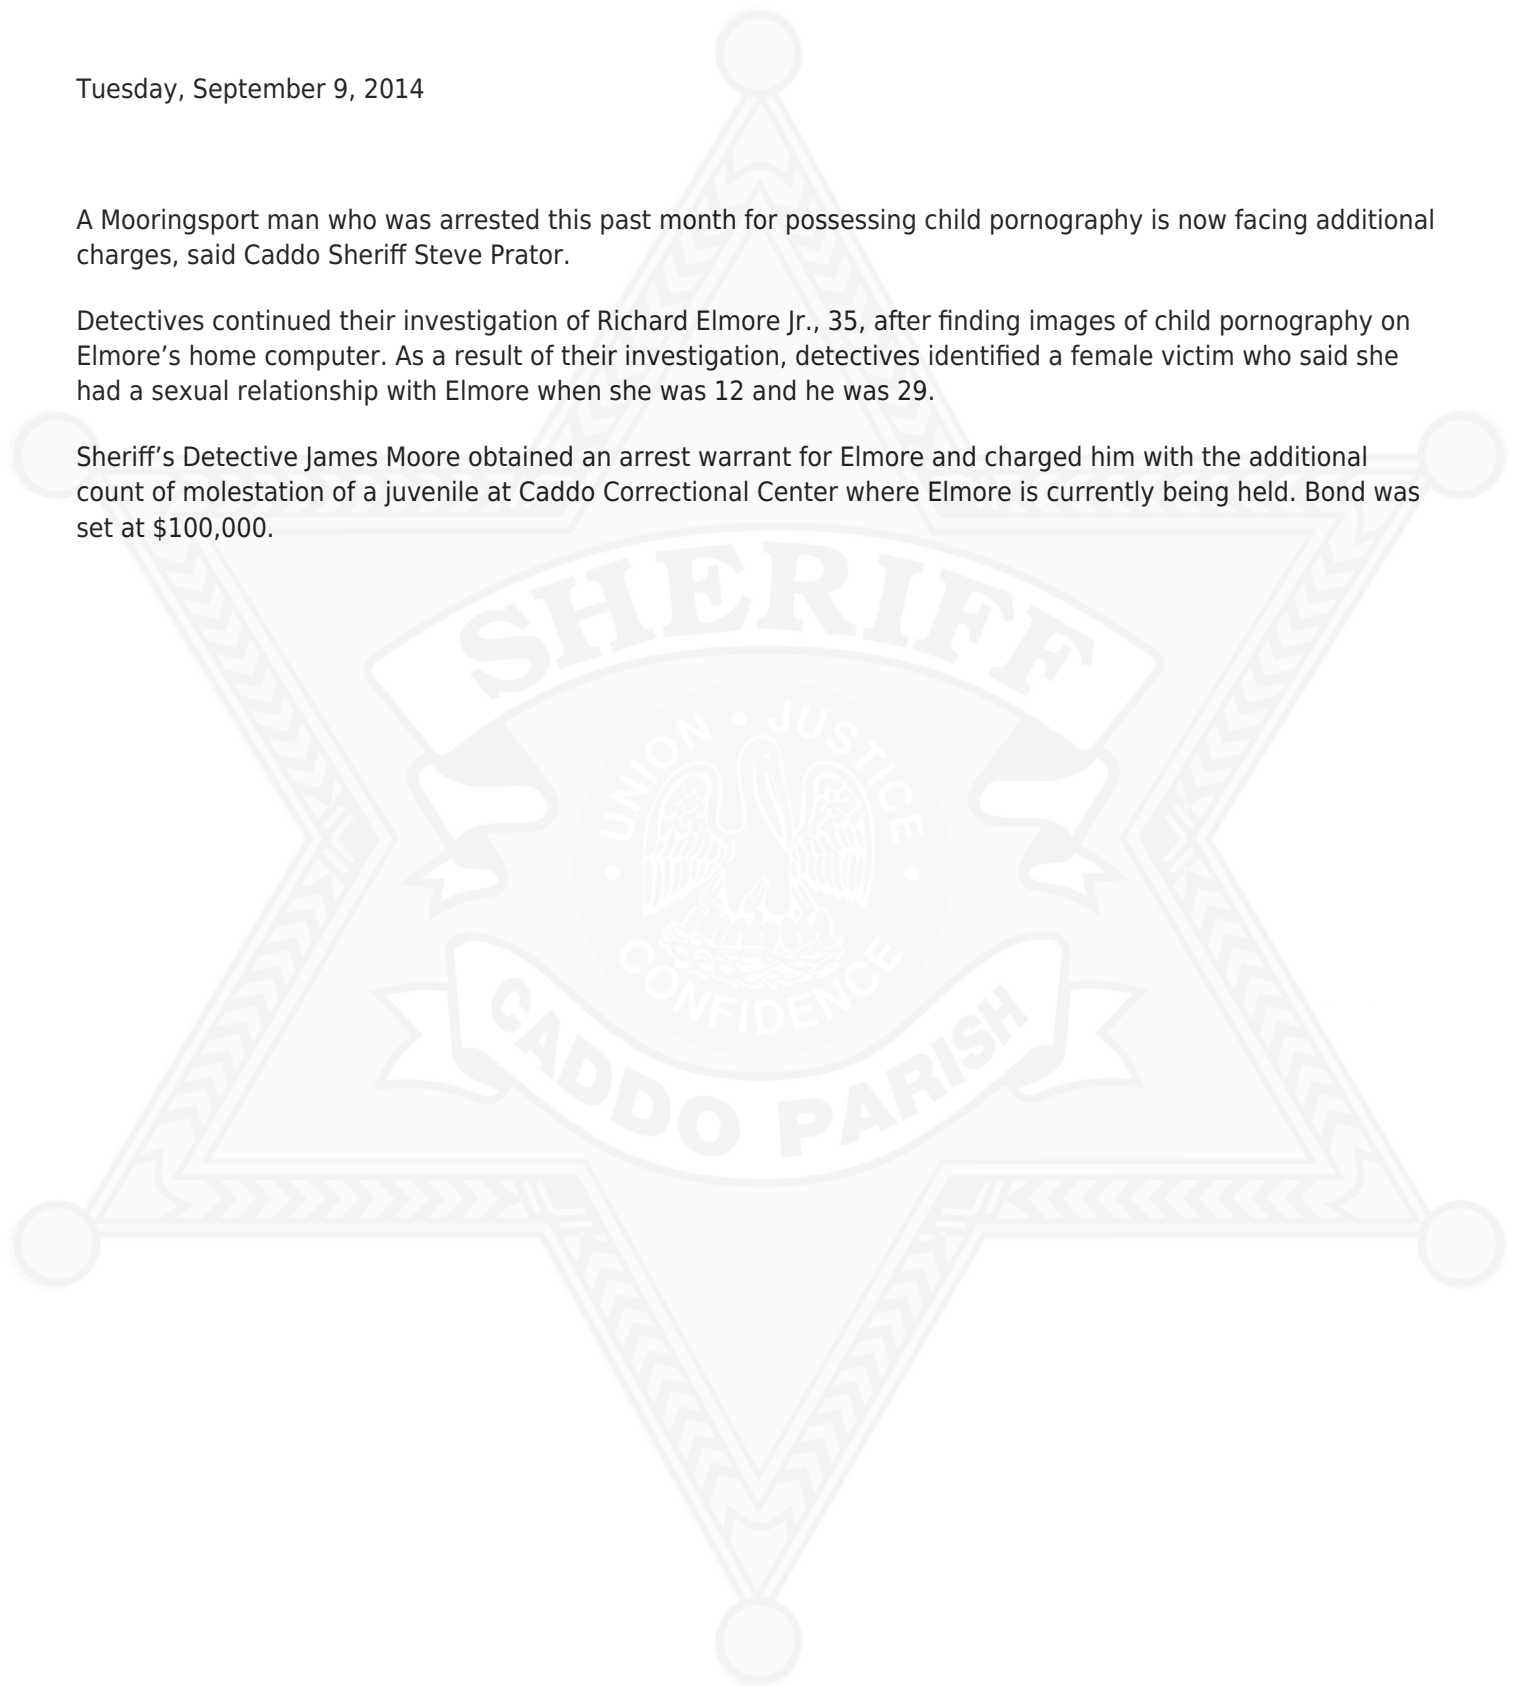 Tuesday, September 9, 2014
A Mooringsport man who was arrested this past month for possessing child pornography is now facing additional
charges, said Caddo Sheriff Steve Prator.
Detectives continued their investigation of Richard Elmore Jr., 35, after finding images of child pornography on
Elmore’s home computer. As a result of their investigation, detectives identified a female victim who said she
had a sexual relationship with Elmore when she was 12 and he was 29.
Sheriff’s Detective James Moore obtained an arrest warrant for Elmore and charged him with the additional
count of molestation of a juvenile at Caddo Correctional Center where Elmore is currently being held. Bond was
set at $100,000.
SHERIFF
UNION • JUSTICE
• CONFIDENCE •
CADDO PARISH